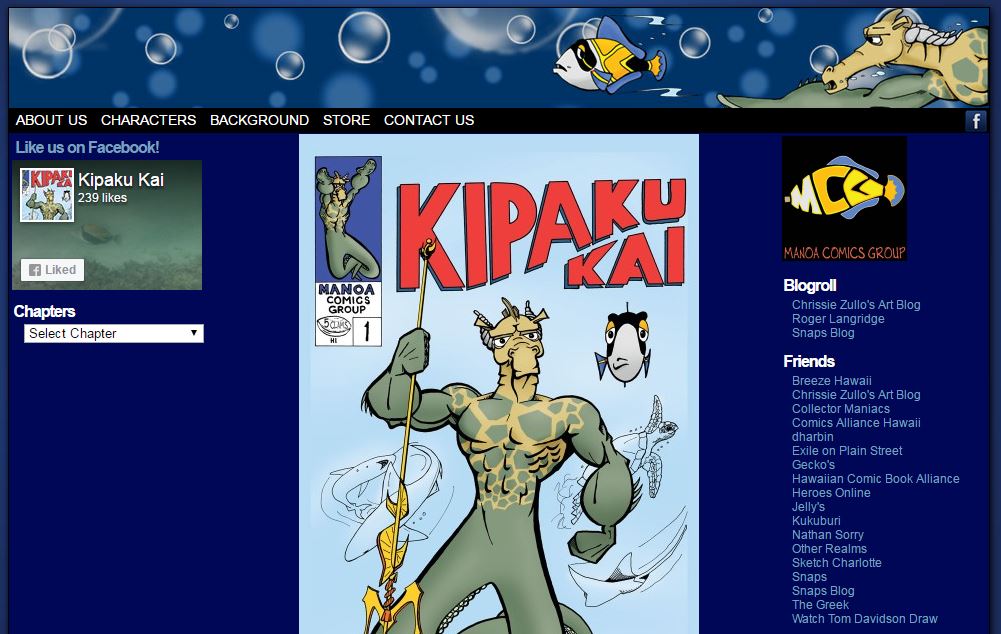 ABOUT US CHARACTERS BACKGROUND STORE CONTACT US f
Like us on Facebook!
KIPAKU
KAI
Kipaku Kai
239 likes
f Liked
Chapters
Select Chapter
MANOA
COMICS
GROUP
5 CLAMS
HI
1
KIPAKU
KAI
MCG
MANOA COMICS GROUP
Blogroll
Chrissie Zullo's Art Blog
Roger Langridge
Snaps Blog
Friends
Breeze Hawaii
Chrissie Zullo's Art Blog
Collector Maniacs
Comics Alliance Hawaii
dharbin
Exile on Plain Street
Gecko's
Hawaiian Comic Book Alliance
Heroes Online
Jelly's
Kukuburi
Nathan Sorry
Other Realms
Sketch Charlotte
Snaps
Snaps Blog
The Greek
Watch Tom Davidson Draw